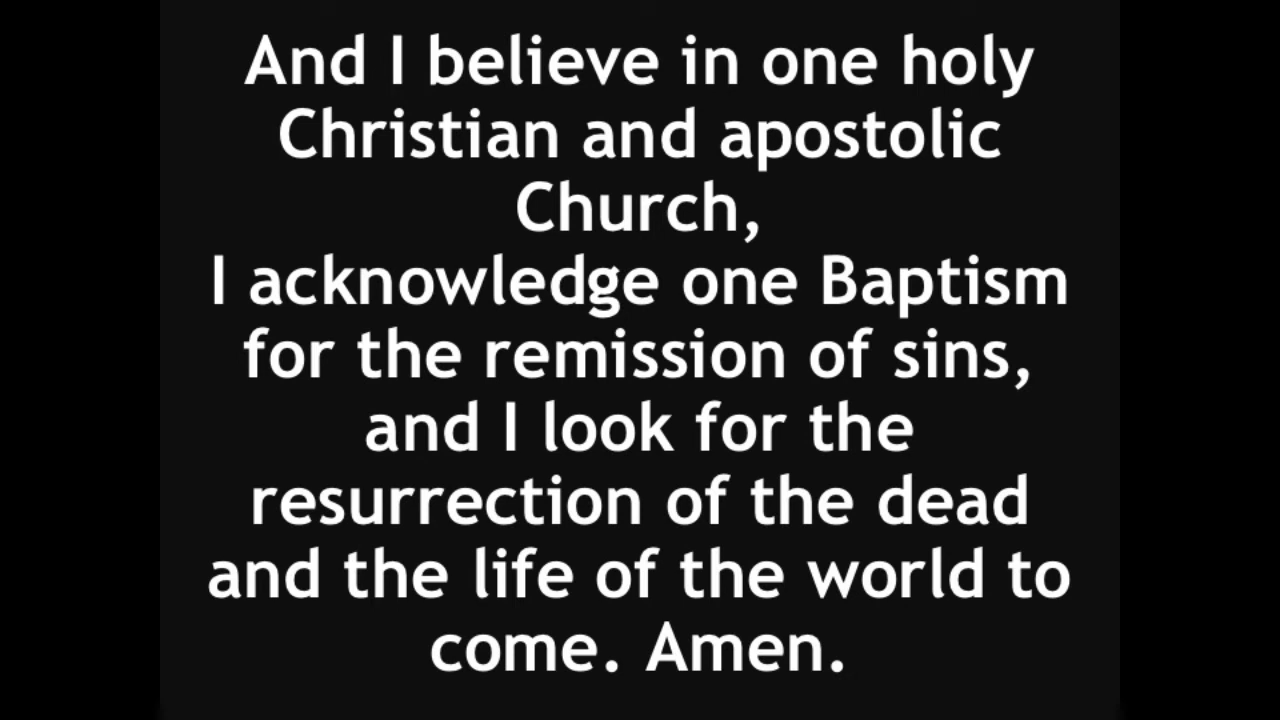 And I believe in one holy
Christian and apostolic
Church,
I acknowledge one Baptism
for the remission of sins,
and I look for the
resurrection of the dead
and the life of the world to
come. Amen.